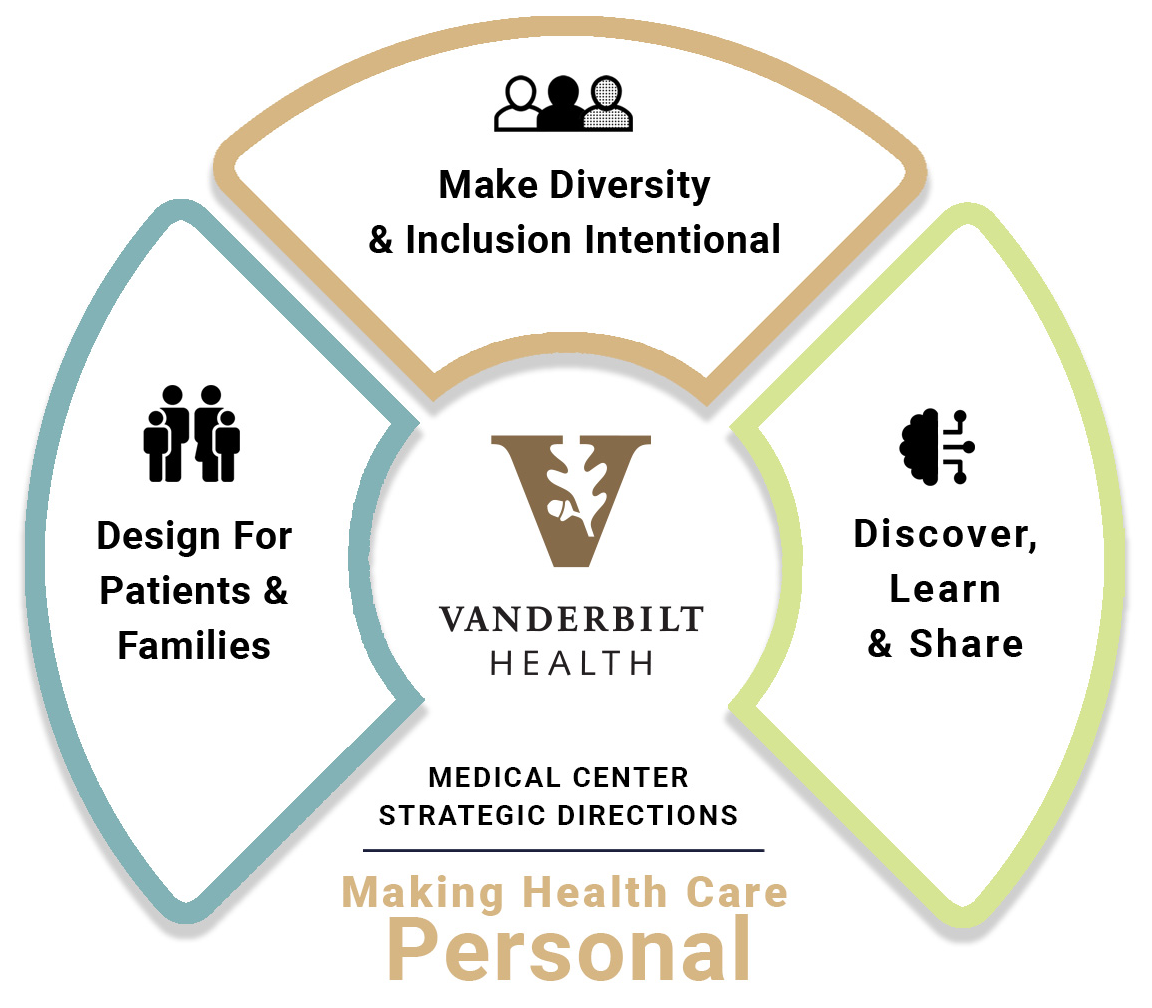 Make Diversity
& Inclusion Intentional
Design For
Patients &
Families
Discover,
Learn
& Share
V
VANDERBILT
HEALTH
MEDICAL CENTER
STRATEGIC DIRECTIONS
Making Health Care
Personal